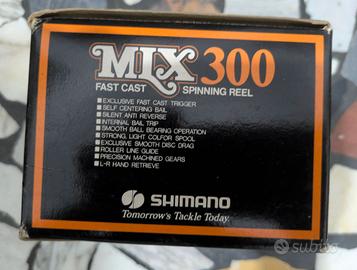 MLX 300
FAST CAST SPINNING REEL
EXCLUSIVE FAST CAST TRIGGER
SELF CENTERING BAIL
SILENT ANTI REVERSE
INTERNAL BAIL TRIP
SMOOTH BALL BEARING OPERATION
STRONG, LIGHT COLFOR SPOOL
EXCLUSIVE SMOOTH DISC DRAG
ROLLER LINE GUIDE
PRECISION MACHINED GEARS
L-R HAND RETRIEVE
SHIMANO
Tomorrow's Tackle Today.
subito